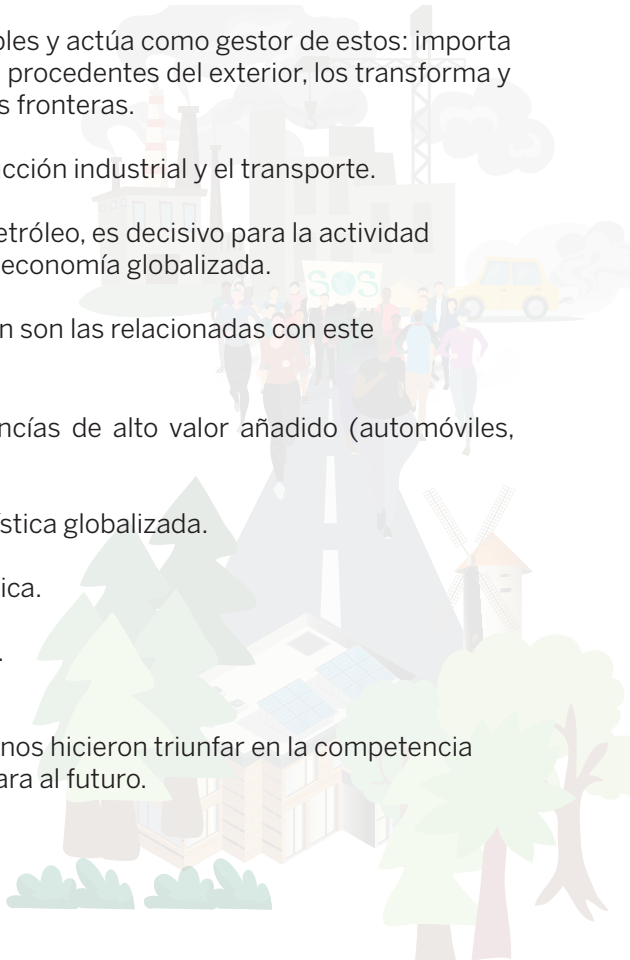 bles y actúa como gestor de estos: importa
procedentes del exterior, los transforma y
s fronteras.
cción industrial y el transporte.
etróleo, es decisivo para la actividad
economía globalizada.
SOS
n son las relacionadas con este
ncías de alto valor añadido (automóviles,
ística globalizada.
ica.
.
nos hicieron triunfar en la competencia
ara al futuro.